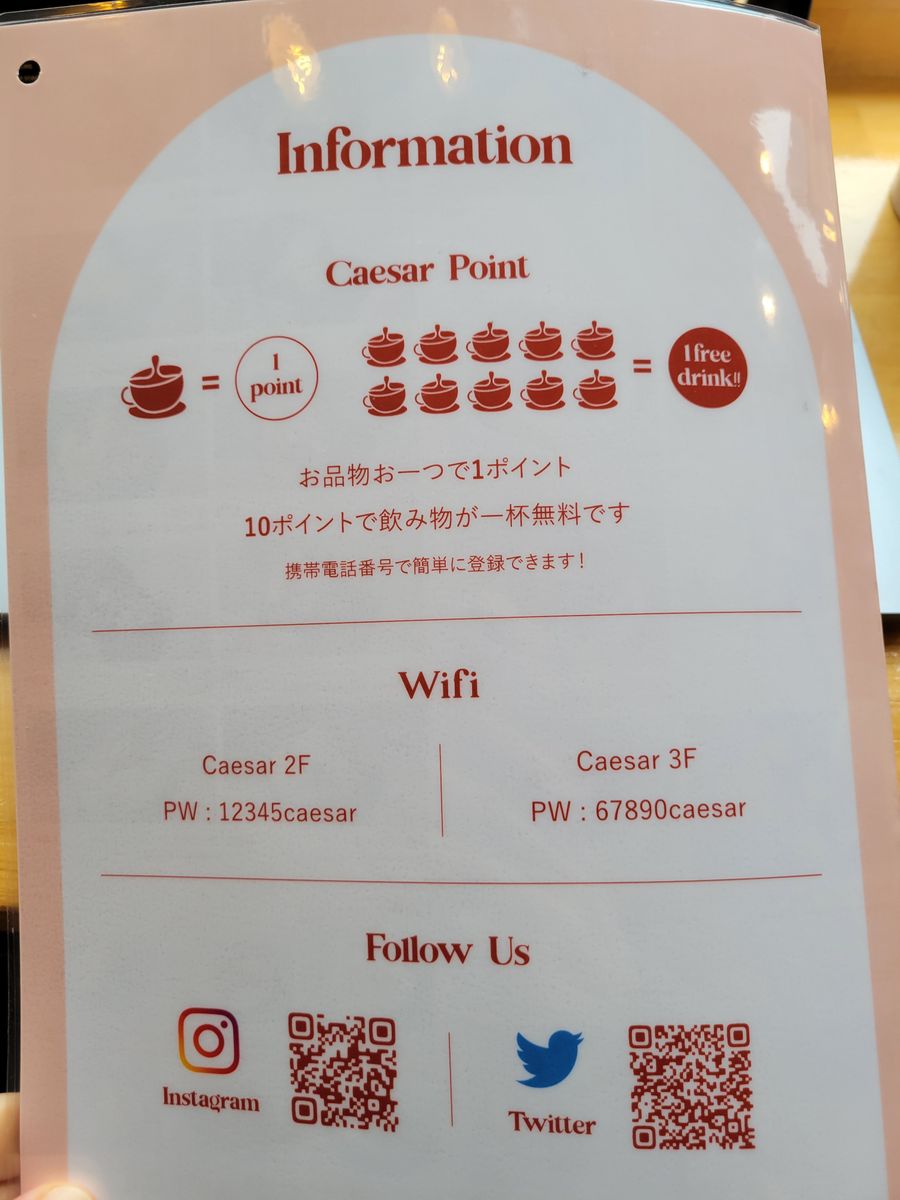 Information
Caesar Point
=
1
point
=
1 free
drink!!
お品物お一つで1ポイント
10ポイントで飲み物が一杯無料です
携帯電話番号で簡単に登録できます！
Wifi
Caesar 2F
PW : 12345caesar
Caesar 3F
PW : 67890caesar
Follow Us
Instagram
Twitter